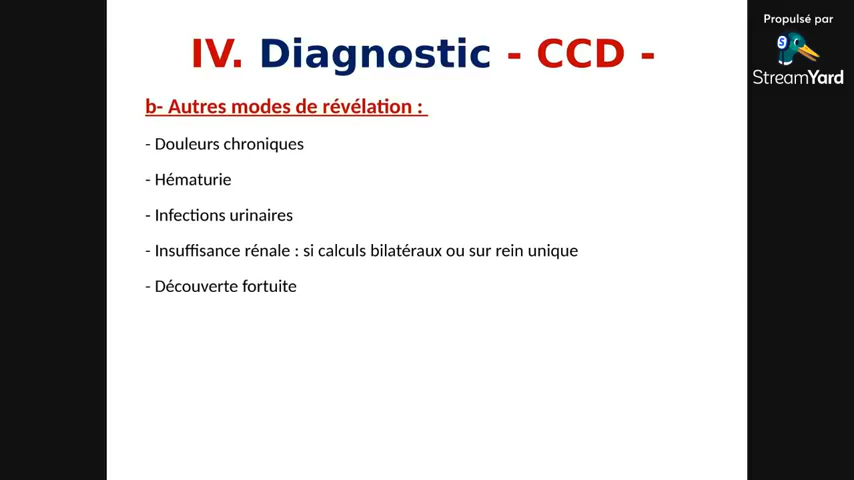 IV. Diagnostic - CCD -
b- Autres modes de révélation :
- Douleurs chroniques
- Hématurie
- Infections urinaires
- Insuffisance rénale : si calculs bilatéraux ou sur rein unique
- Découverte fortuite
Propulsé par
S
StreamYard